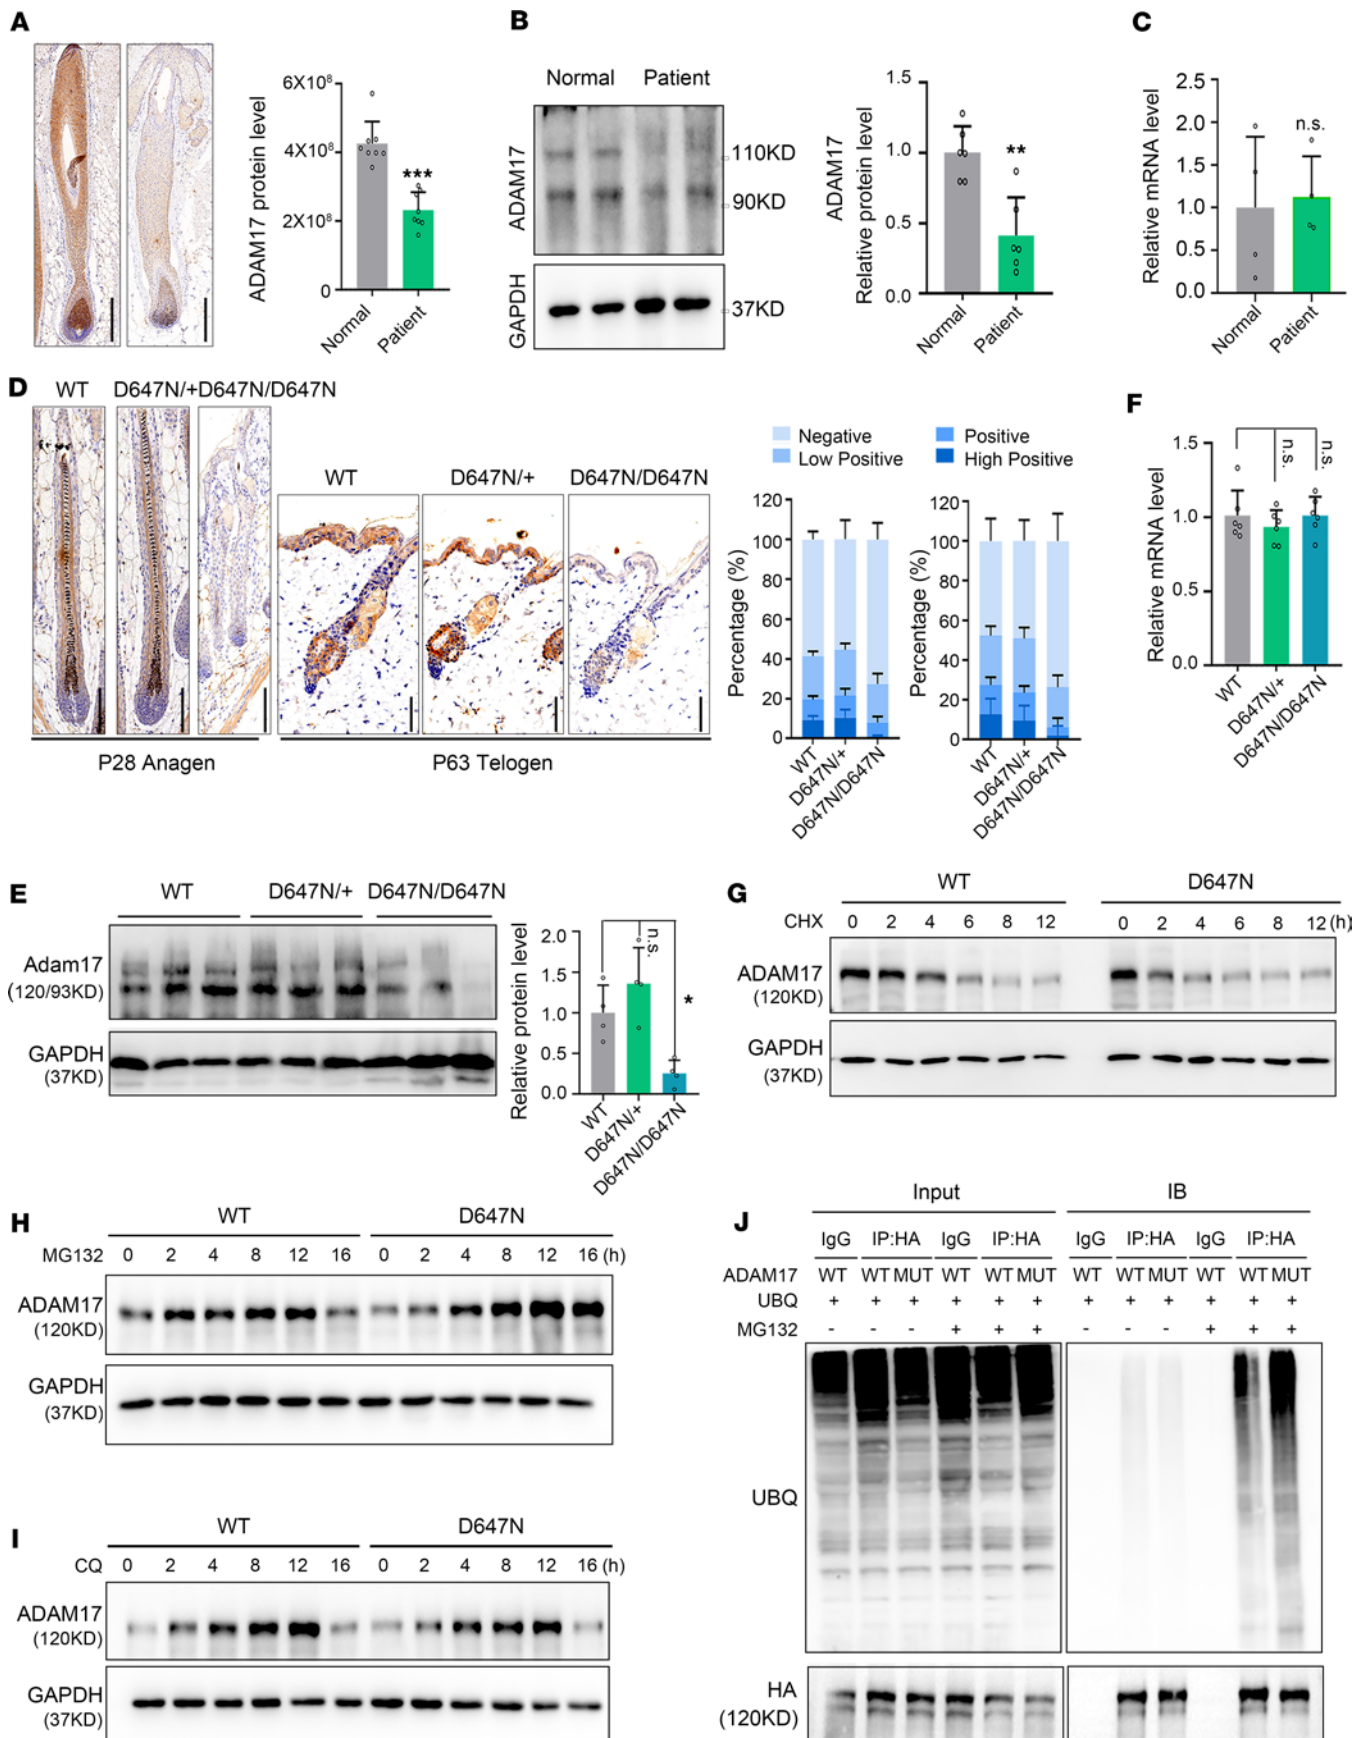 A
ADAM17 protein level
6X10⁸
4X10⁸
2X10⁸
0
***
Normal
Patient
B
Normal Patient
ADAM17
110KD
90KD
GAPDH
37KD
ADAM17
Relative protein level
1.5
1.0
0.5
0.0
**
Normal
Patient
C
Relative mRNA level
2.5
2.0
1.5
1.0
0.5
0.0
n.s.
Normal
Patient
D
WT D647N/+ D647N/D647N
WT D647N/+ D647N/D647N
P28 Anagen
P63 Telogen
Negative Positive
Low Positive High Positive
Percentage (%)
120
100
80
60
40
20
0
WT
D647N/+
D647N/D647N
Percentage (%)
120
100
80
60
40
20
0
WT
D647N/+
D647N/D647N
F
Relative mRNA level
1.5
1.0
0.5
0.0
n.s.
n.s.
WT
D647N/+
D647N/D647N
E
WT D647N/+ D647N/D647N
Adam17
(120/93KD)
GAPDH
(37KD)
Relative protein level
2.0
1.5
1.0
0.5
0.0
n.s.
*
WT
D647N/+
D647N/D647N
G
WT D647N
CHX 0 2 4 6 8 12 0 2 4 6 8 12 (h)
ADAM17
(120KD)
GAPDH
(37KD)
H
WT D647N
MG132 0 2 4 8 12 16 0 2 4 8 12 16 (h)
ADAM17
(120KD)
GAPDH
(37KD)
I
WT D647N
CQ 0 2 4 8 12 16 0 2 4 8 12 16 (h)
ADAM17
(120KD)
GAPDH
(37KD)
J
Input IB
IgG IP:HA IgG IP:HA IgG IP:HA IgG IP:HA
ADAM17 WT WT MUT WT WT MUT WT WT MUT WT WT MUT
UBQ + + + + + + + + + + + +
MG132 - - - + + + - - - + + +
UBQ
HA
(120KD)